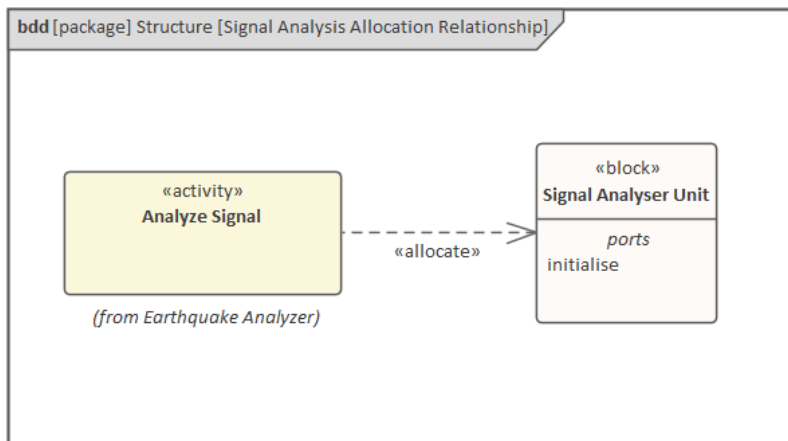 bdd [package] Structure [Signal Analysis Allocation Relationship]
«activity»
Analyze Signal
(from Earthquake Analyzer)
«allocate»
«block»
Signal Analyser Unit
ports
initialise